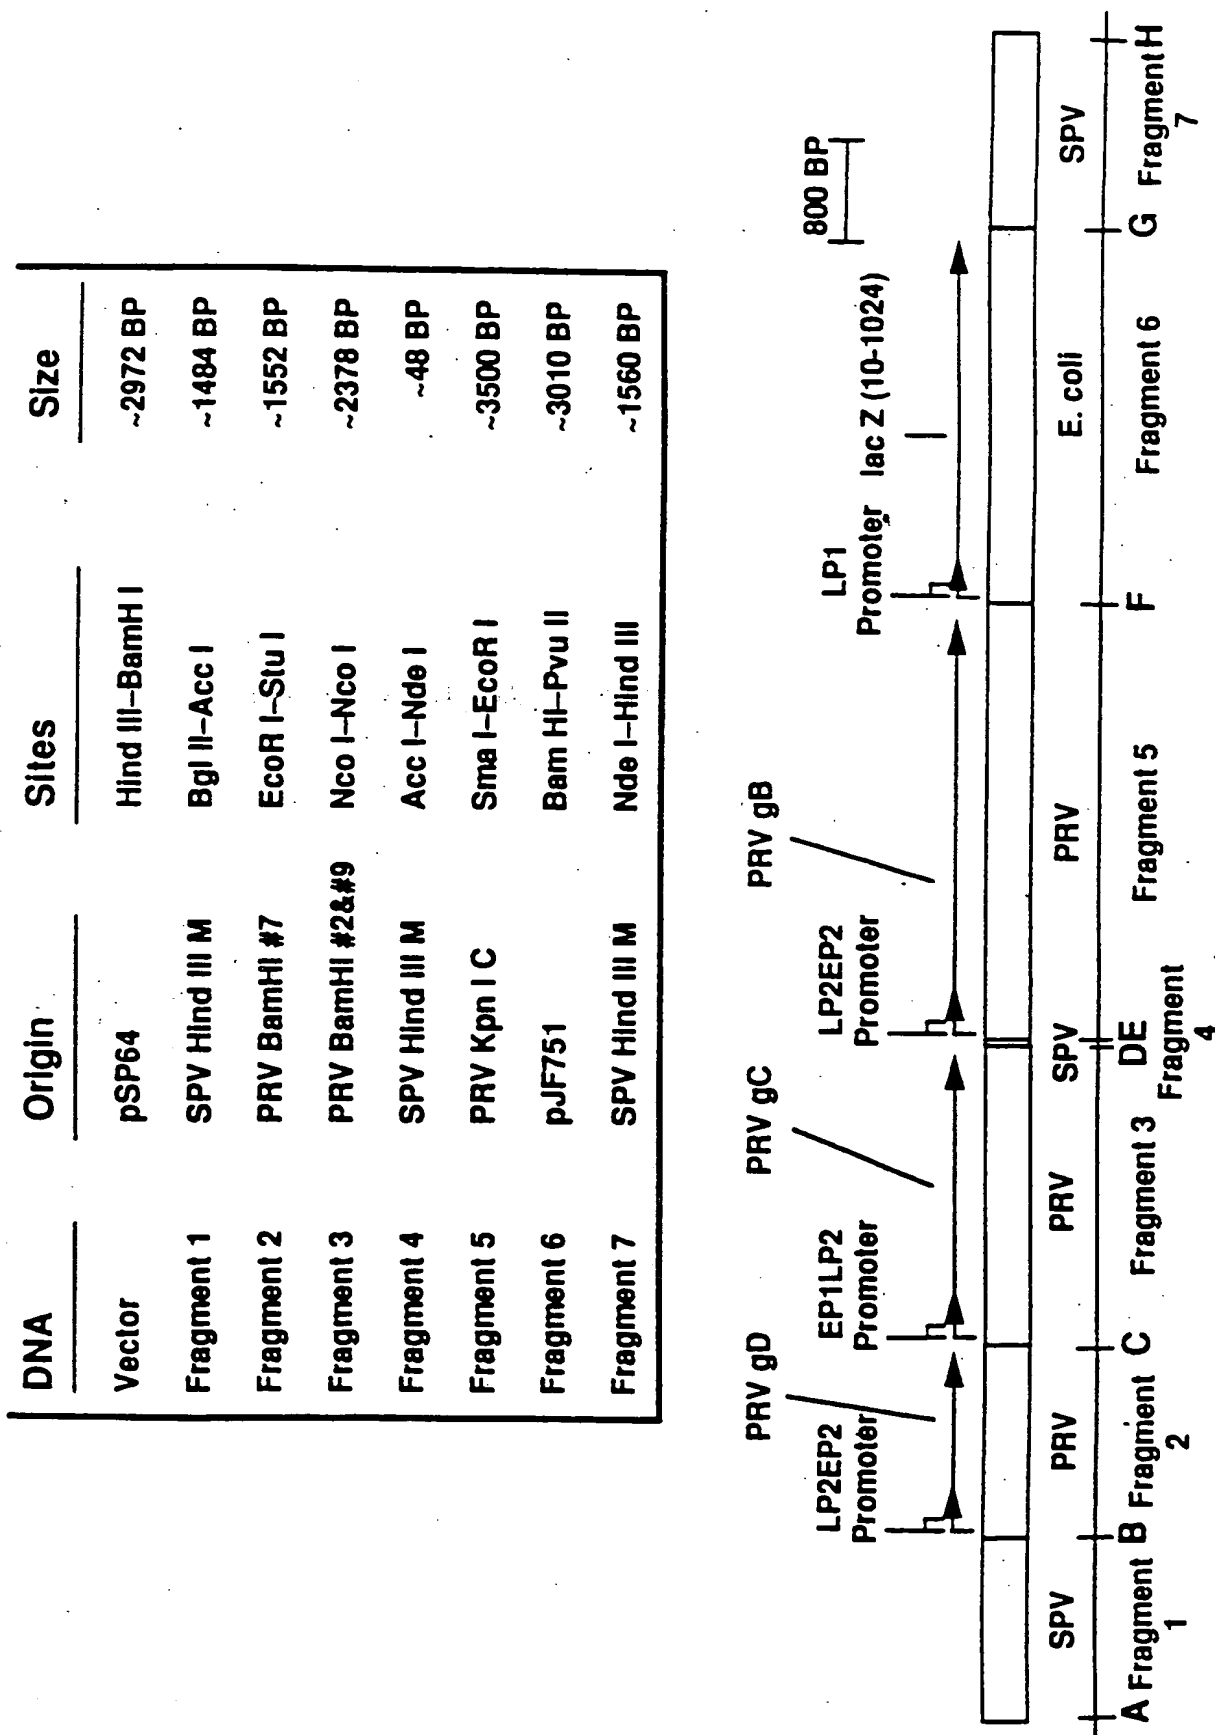 DNA Origin Sites Size
Vector pSP64 Hind III–BamH I ~2972 BP
Fragment 1 SPV Hind III M Bgl II–Acc I ~1484 BP
Fragment 2 PRV BamHI #7 EcoR I–Stu I ~1552 BP
Fragment 3 PRV BamHI #2&#9 Nco I–Nco I ~2378 BP
Fragment 4 SPV Hind III M Acc I–Nde I ~48 BP
Fragment 5 PRV Kpn I C Sma I–EcoR I ~3500 BP
Fragment 6 pJF751 Bam HI–Pvu II ~3010 BP
Fragment 7 SPV Hind III M Nde I–Hind III ~1560 BP
PRV gD PRV gC PRV gB 800 BP
LP2EP2 EP1LP2 LP2EP2 LP1
Promoter Promoter Promoter Promoter lac Z (10-1024)
SPV PRV PRV SPV PRV E. coli SPV
A B C D E F G H
Fragment Fragment Fragment 3 Fragment Fragment 5 Fragment 6 Fragment
1 2 4 7